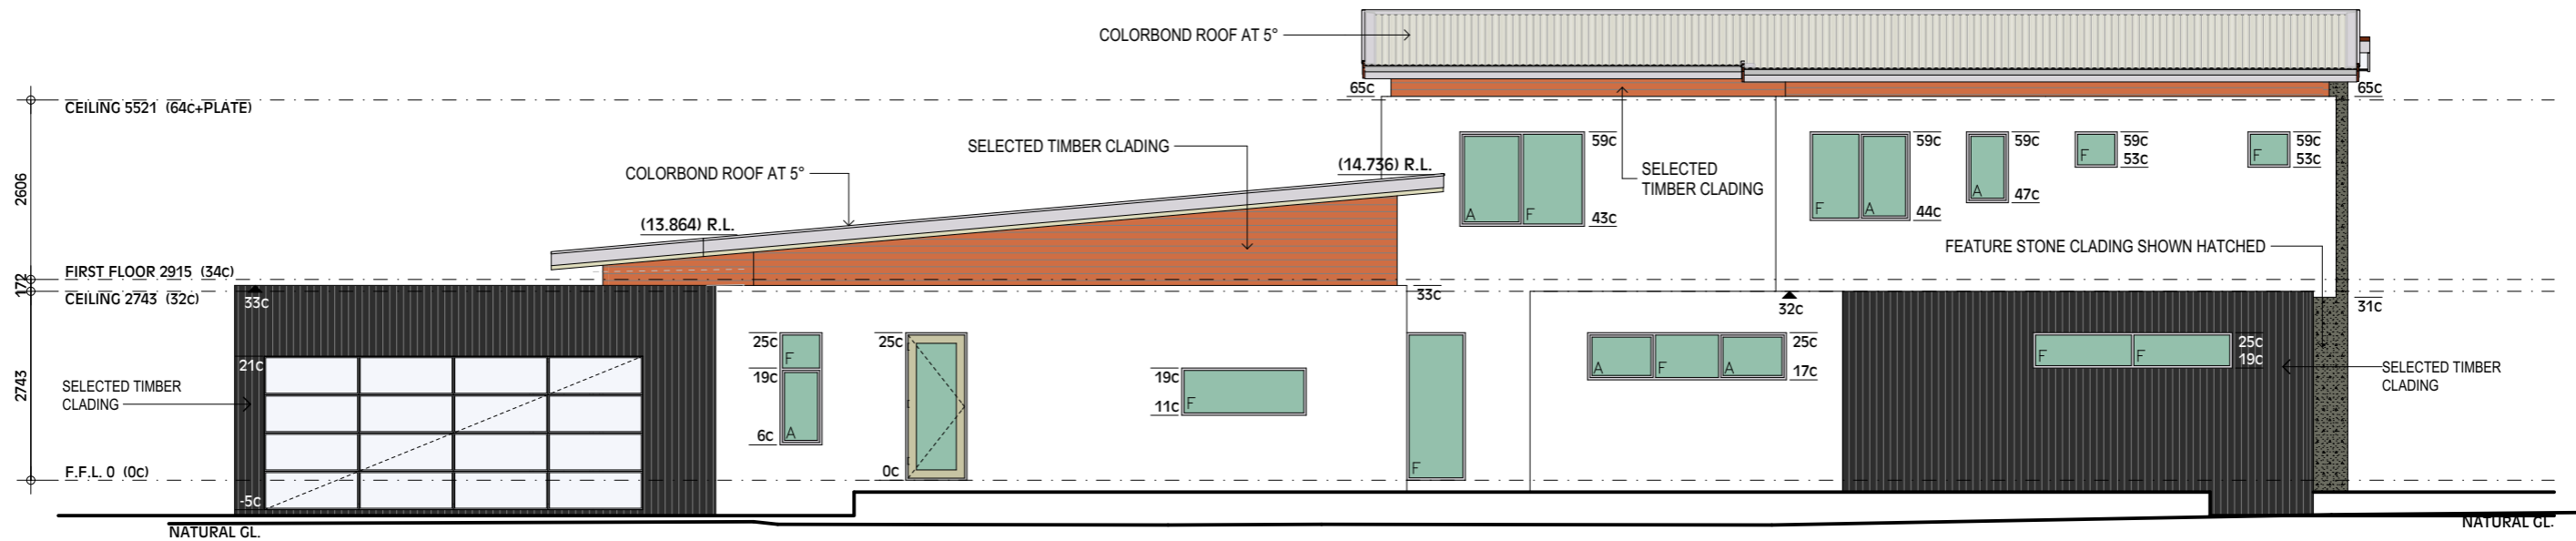 COLORBOND ROOF AT 5°
65c
65c
CEILING 5521 (64c+PLATE)
SELECTED TIMBER CLADDING
59c
SELECTED
TIMBER CLADDING
59c
59c
59c
53c
59c
53c
COLORBOND ROOF AT 5°
(14.736) R.L.
2606
A
F
43c
F
A
44c
A
47c
F
F
(13.864) R.L.
FEATURE STONE CLADDING SHOWN HATCHED
FIRST FLOOR 2915 (34c)
172
CEILING 2743 (32c)
33c
33c
32c
31c
25c
F
19c
A
6c
25c
0c
19c
11c
F
F
A
F
A
25c
17c
F
F
25c
19c
21c
2743
SELECTED TIMBER
CLADING
SELECTED TIMBER
CLADING
F.F.L. 0 (0c)
-5c
NATURAL GL.
NATURAL GL.